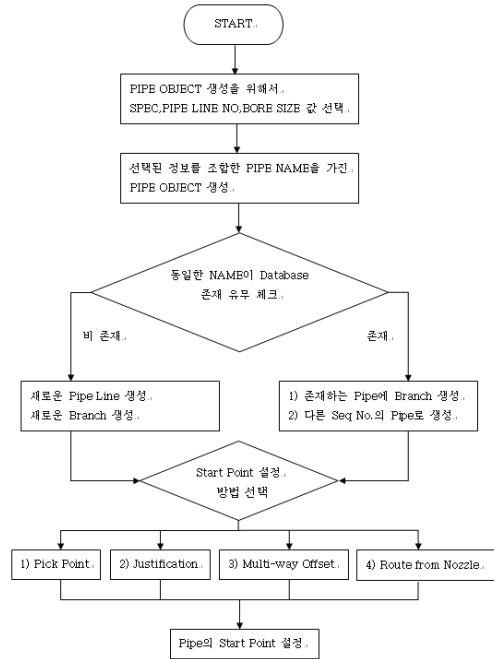 START.
PIPE OBJECT 생성을 위해서.
SPEC,PIPE LINE NO,BORE SIZE 값 선택.
선택된 정보를 조합한 PIPE NAME을 가진.
PIPE OBJECT 생성.
동일한 NAME이 Database
존재 유무 체크.
비 존재.
존재.
새로운 Pipe Line 생성.
새로운 Branch 생성.
1) 존재하는 Pipe에 Branch 생성.
2) 다른 Seq No.의 Pipe로 생성.
Start Point 설정.
방법 선택
1) Pick Point.
2) Justification.
3) Multi-way Offset.
4) Route from Nozzle.
Pipe의 Start Point 설정.